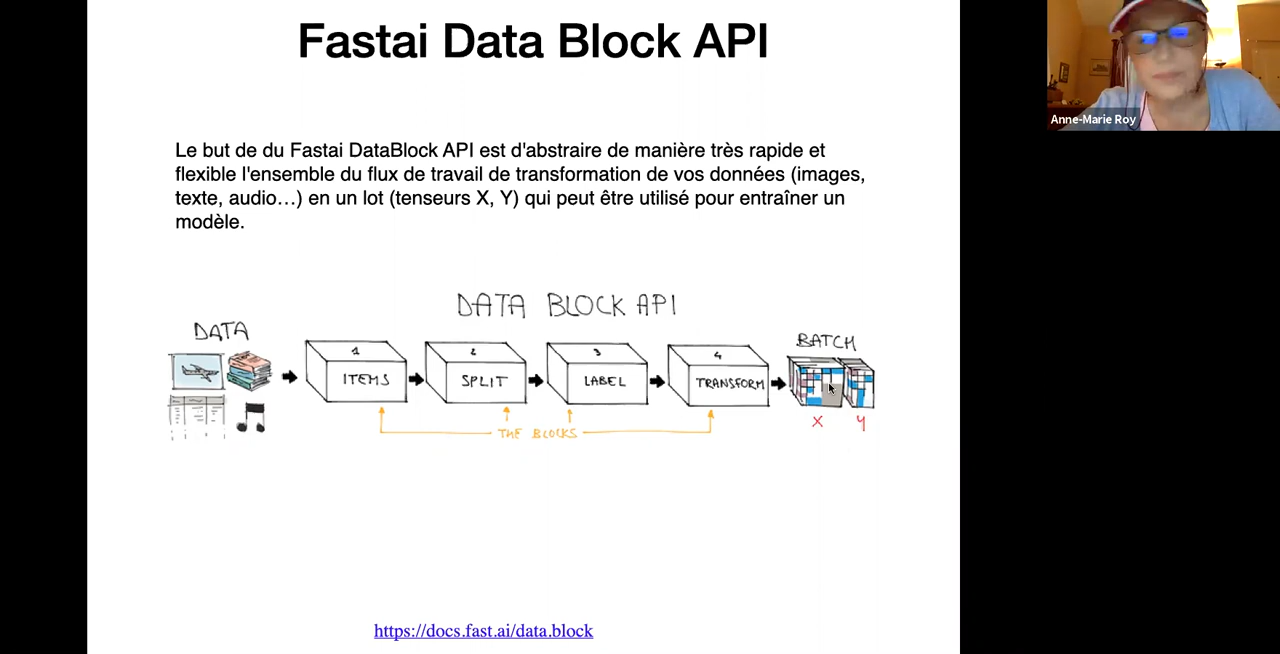 Fastai Data Block API
Anne-Marie Roy
Le but de du Fastai DataBlock API est d'abstraire de manière très rapide et
flexible l'ensemble du flux de travail de transformation de vos données (images,
texte, audio…) en un lot (tenseurs X, Y) qui peut être utilisé pour entraîner un
modèle.
DATA BLOCK API
DATA
BATCH
1
2
3
4
ITEMS
SPLIT
LABEL
TRANSFORM
X
Y
THE BLOCKS
https://docs.fast.ai/data.block